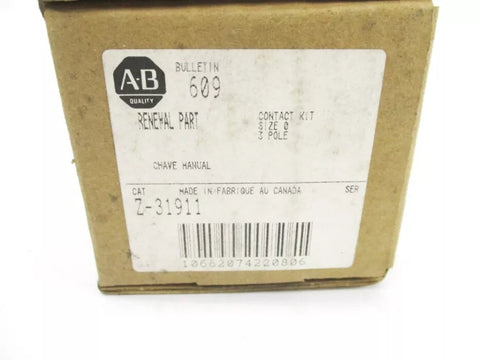 A-B
QUALITY
BULLETIN
609
RENEWAL PART
CONTACT KIT
SIZE 0
3 POLE
CHAVE MANUAL
CAT
MADE IN/FABRIQUE AU CANADA
SER
Z-31911
10662074220806